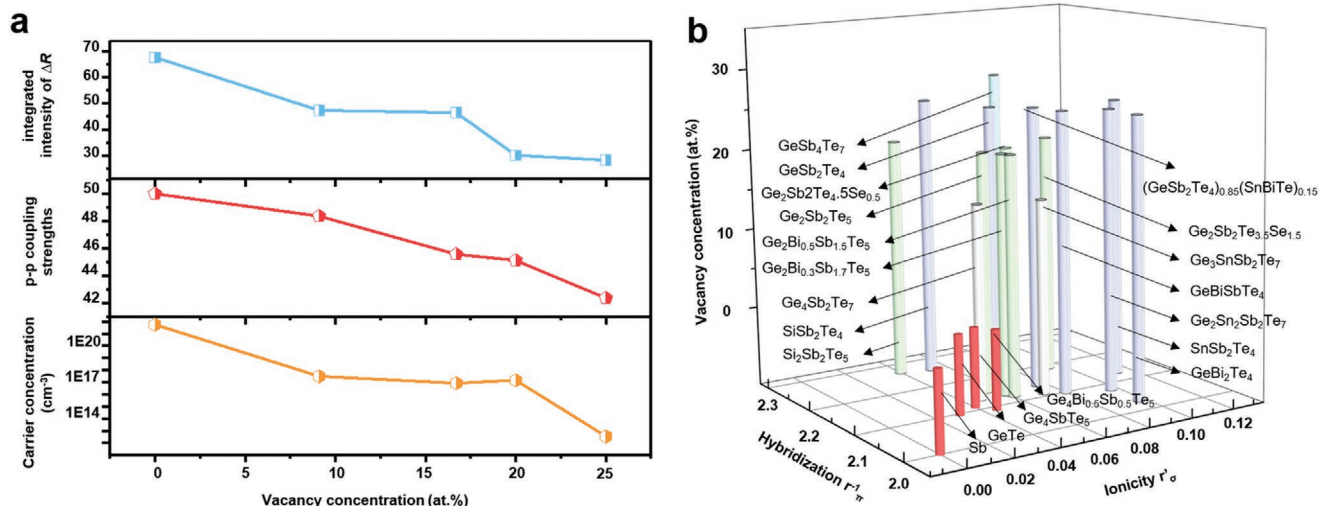 a
integrated
intensity of ΔR
70
60
50
40
30
p-p coupling
strengths
50
48
46
44
42
Carrier concentration
(cm⁻³)
1E20
1E17
1E14
0 5 10 15 20 25
Vacancy concentration (at.%)
b
Vacancy concentration (at.%)
30
20
10
0
GeSb₄Te₇
GeSb₂Te₄
Ge₂Sb2Te₄.5Se₀.₅
Ge₂Sb₂Te₅
Ge₂Bi₀.₅Sb₁.₅Te₅
Ge₂Bi₀.₃Sb₁.₇Te₅
Ge₄Sb₂Te₇
SiSb₂Te₄
Si₂Sb₂Te₅
(GeSb₂Te₄)₀.₈₅(SnBiTe)₀.₁₅
Ge₂Sb₂Te₃.₅Se₁.₅
Ge₃SnSb₂Te₇
GeBiSbTe₄
Ge₂Sn₂Sb₂Te₇
SnSb₂Te₄
GeBi₂Te₄
Ge₄Bi₀.₅Sb₀.₅Te₅
Ge₄SbTe₅
GeTe
Sb
2.3
2.2
2.1
2.0
Hybridization r⁻¹π
0.00 0.02 0.04 0.06 0.08 0.10 0.12
Ionicity r'σ